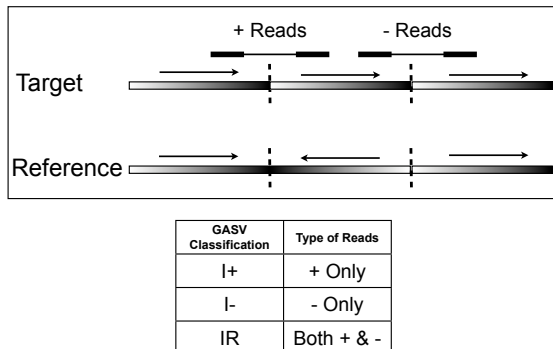 + Reads - Reads
Target
Reference
GASV Classification Type of Reads
I+ + Only
I- - Only
IR Both + & -